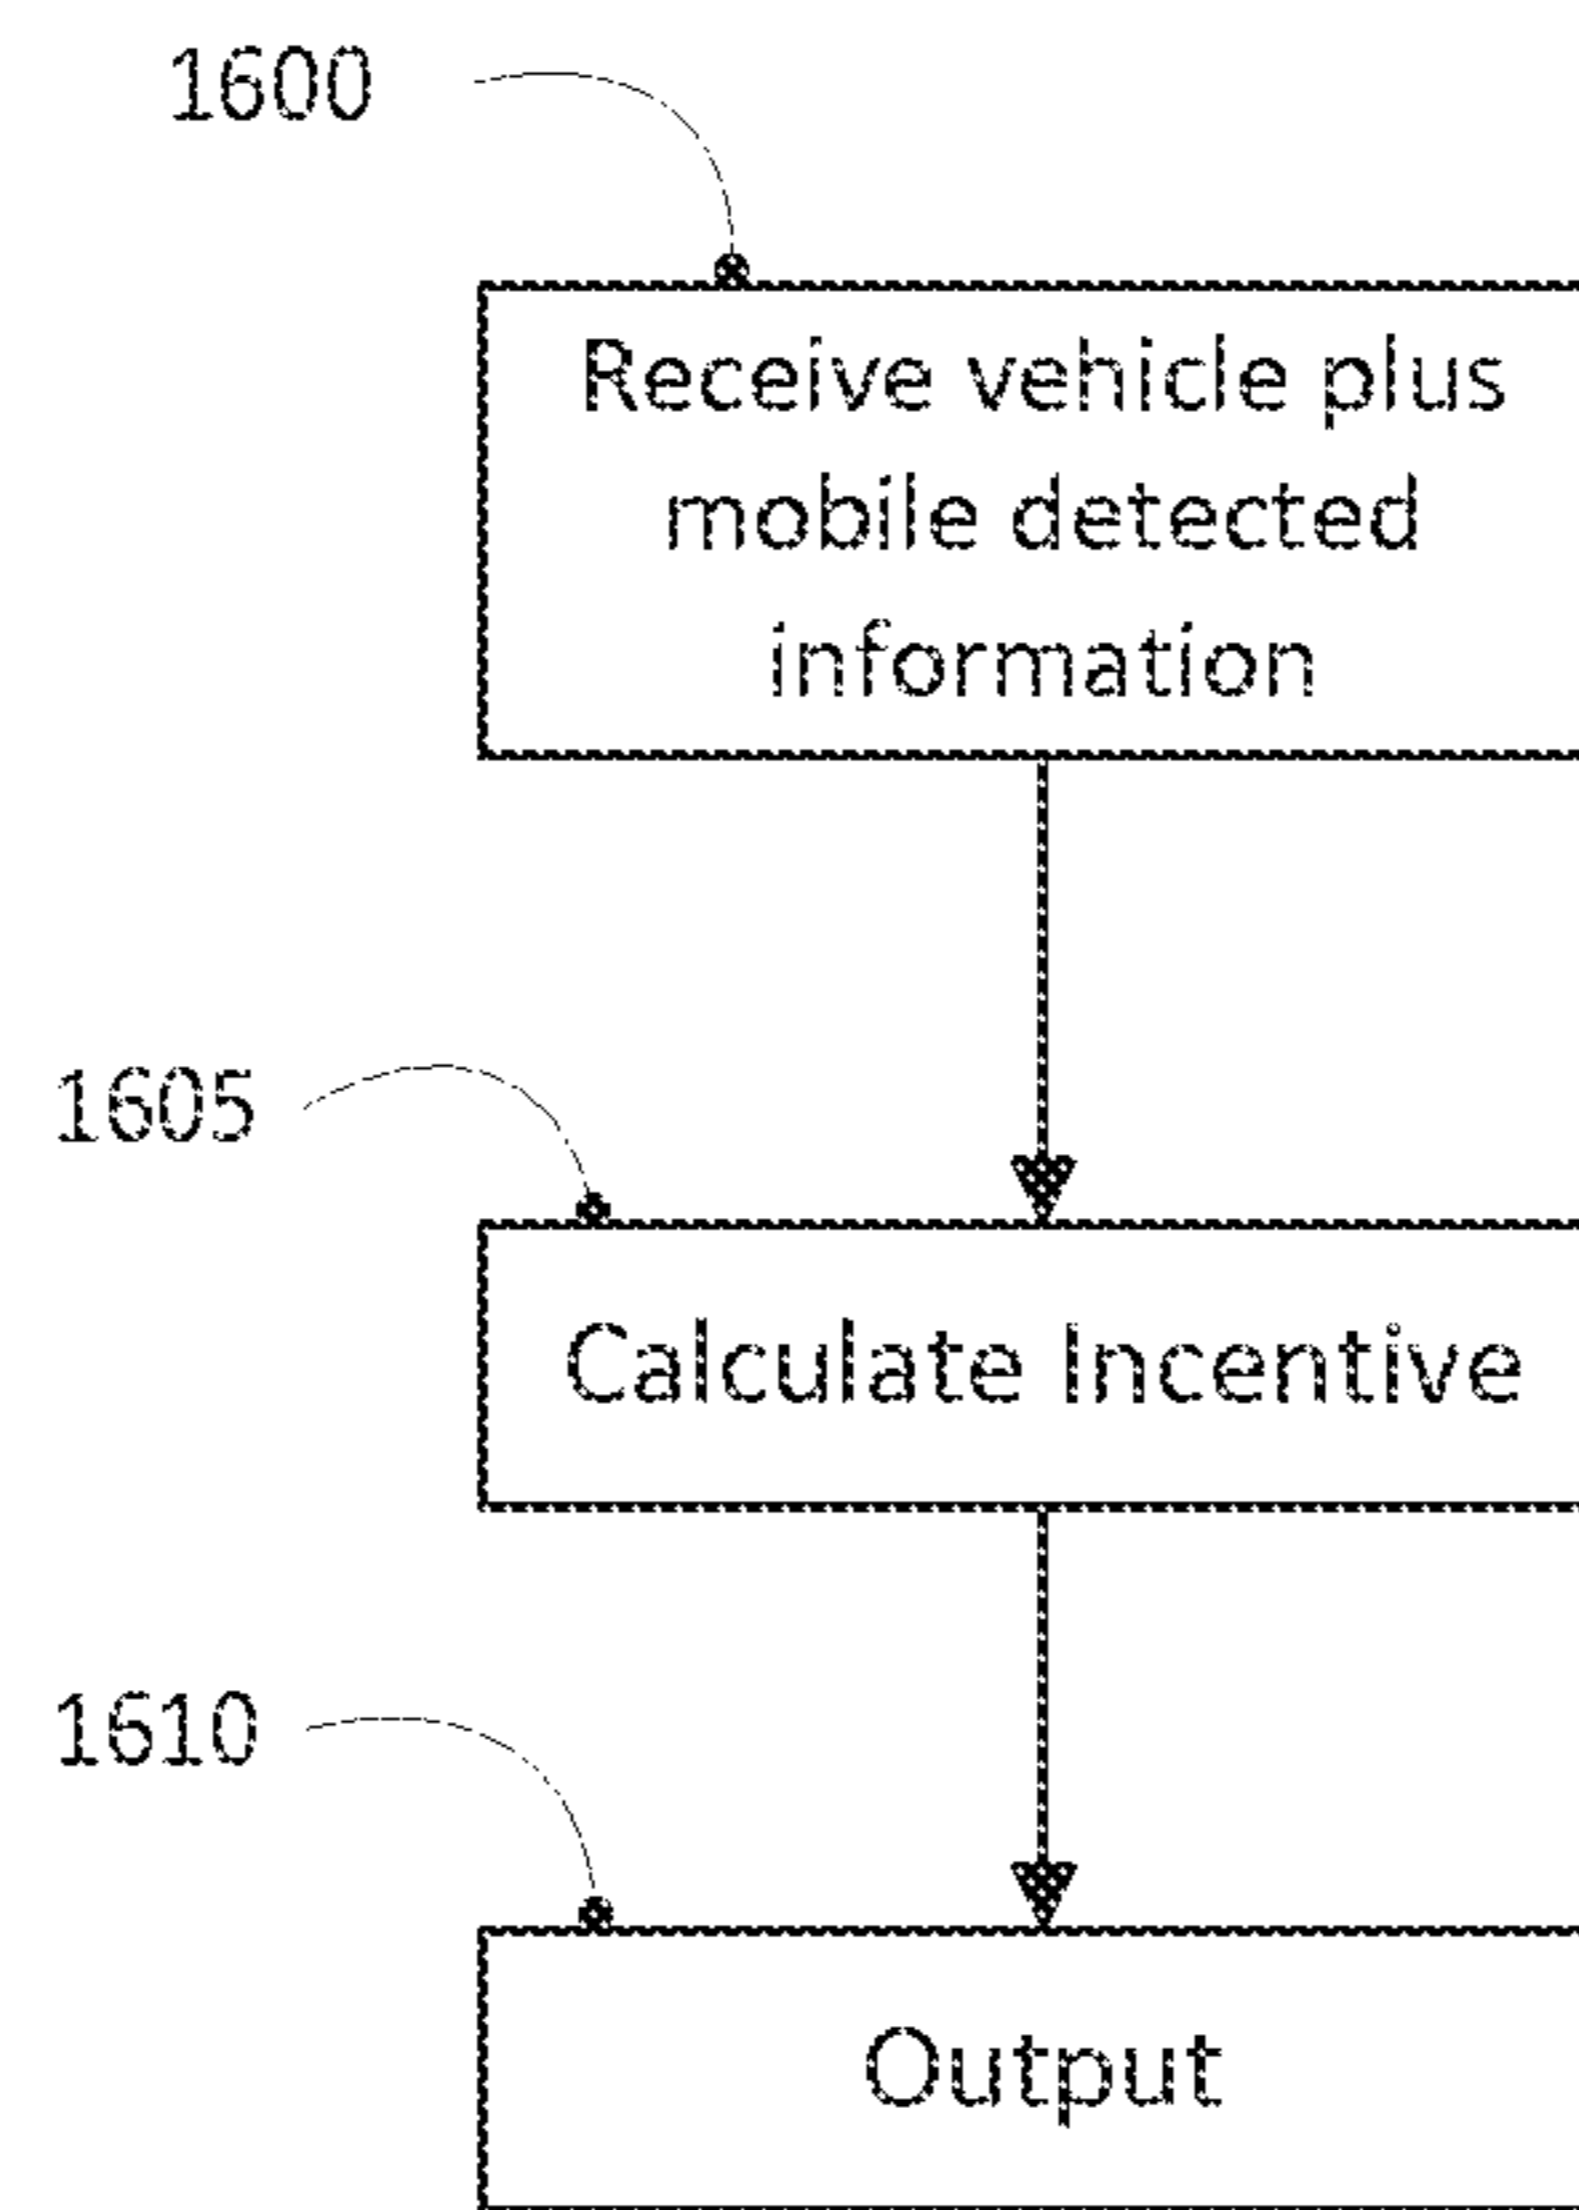 1600
Receive vehicle plus
mobile detected
information
1605
Calculate Incentive
1610
Output